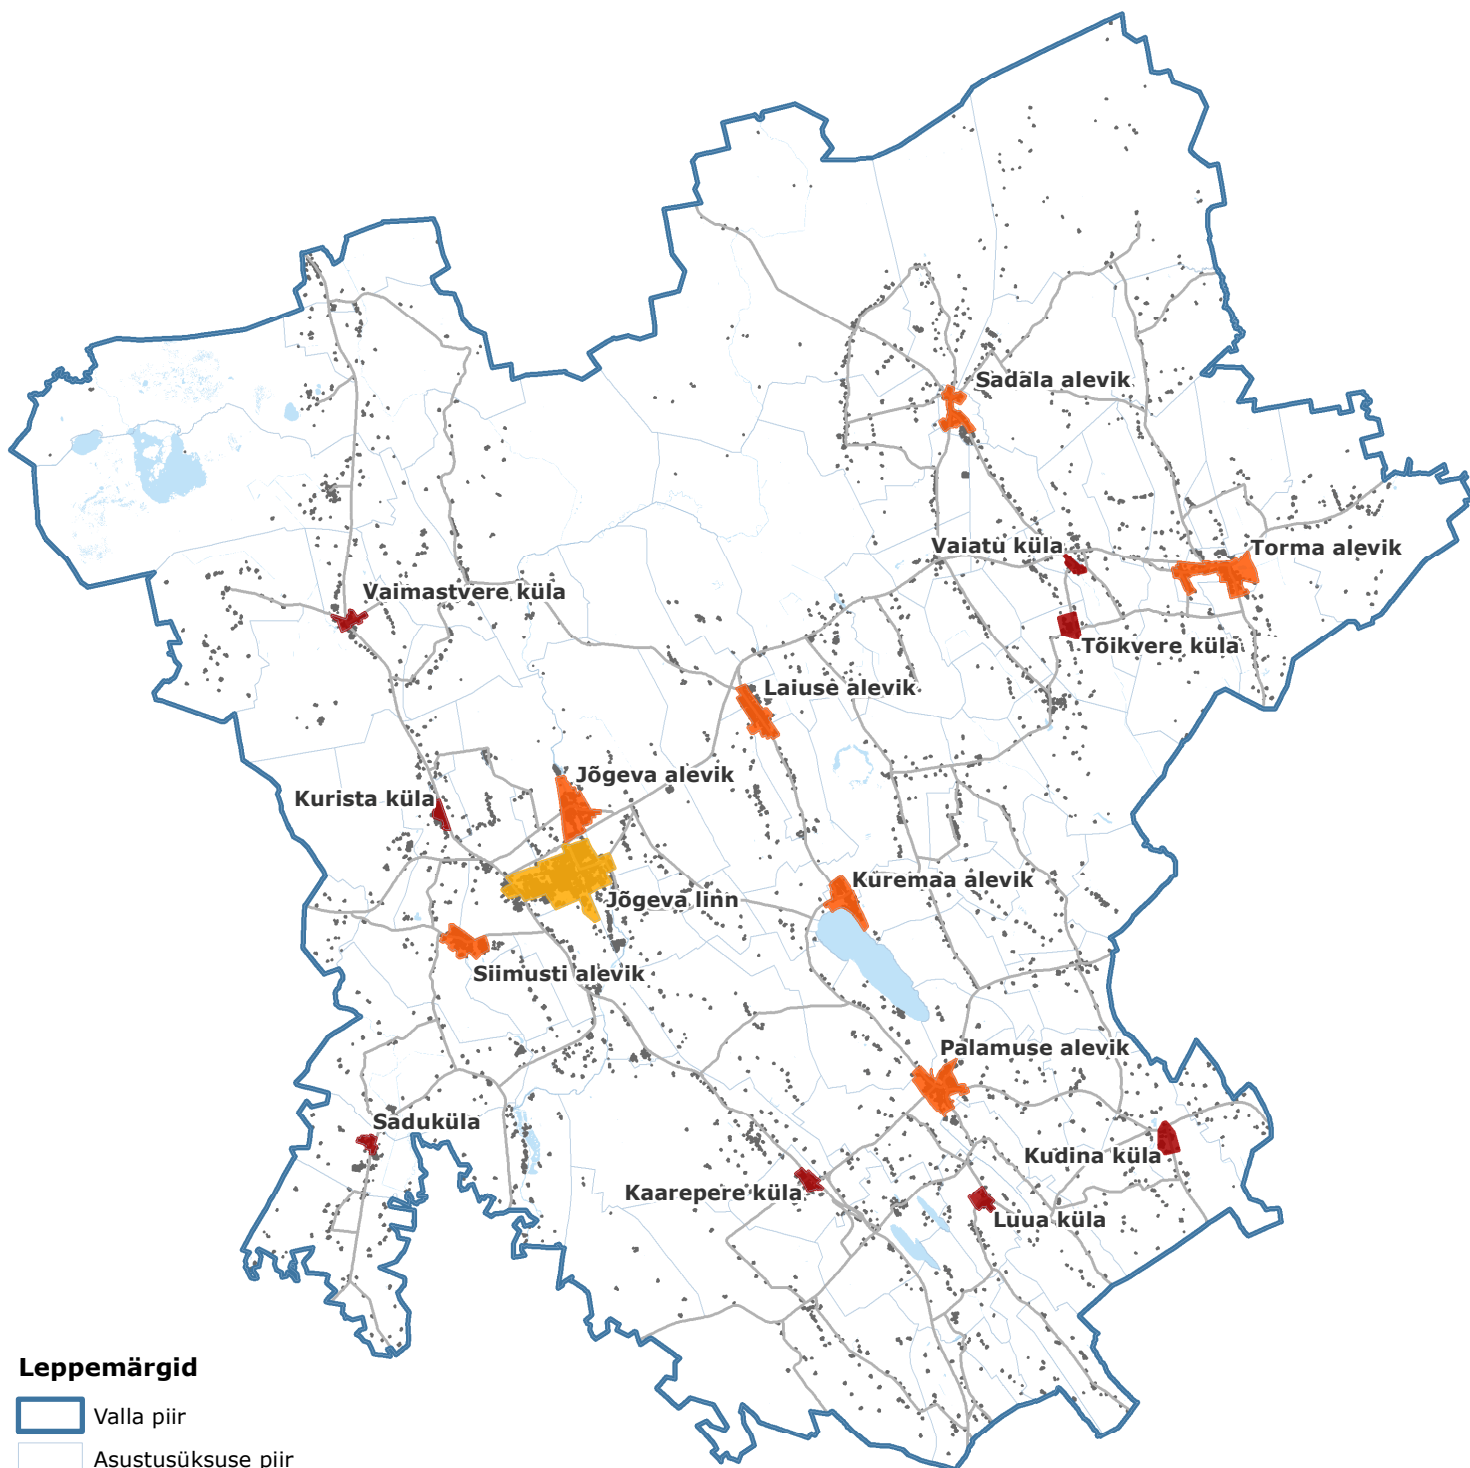 Sadala alevik
Vaiatu küla
Torma alevik
Vaimastvere küla
Tõikvere küla
Laiuse alevik
Jõgeva alevik
Kurista küla
Kuremaa alevik
Jõgeva linn
Siimusti alevik
Palamuse alevik
Saduküla
Kudina küla
Kaarepere küla
Luua küla
Leppemärgid
Valla piir
Asustusüksuse piir